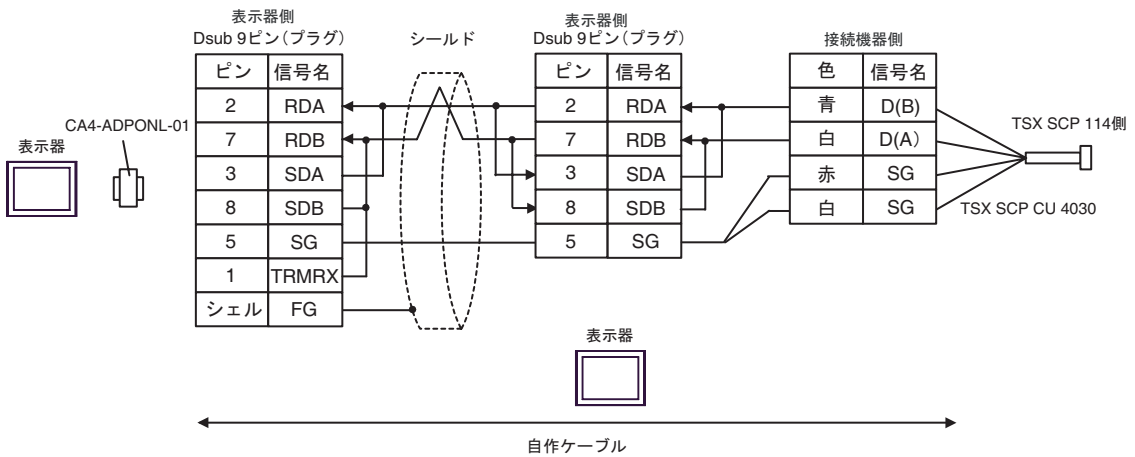 表示器側
Dsub 9ピン(プラグ)
シールド
表示器側
Dsub 9ピン(プラグ)
接続機器側
ピン 信号名
2 RDA
7 RDB
3 SDA
8 SDB
5 SG
1 TRMRX
シェル FG
ピン 信号名
2 RDA
7 RDB
3 SDA
8 SDB
5 SG
色 信号名
青 D(B)
白 D(A)
赤 SG
白 SG
CA4-ADPONL-01
表示器
TSX SCP 114側
TSX SCP CU 4030
表示器
自作ケーブル